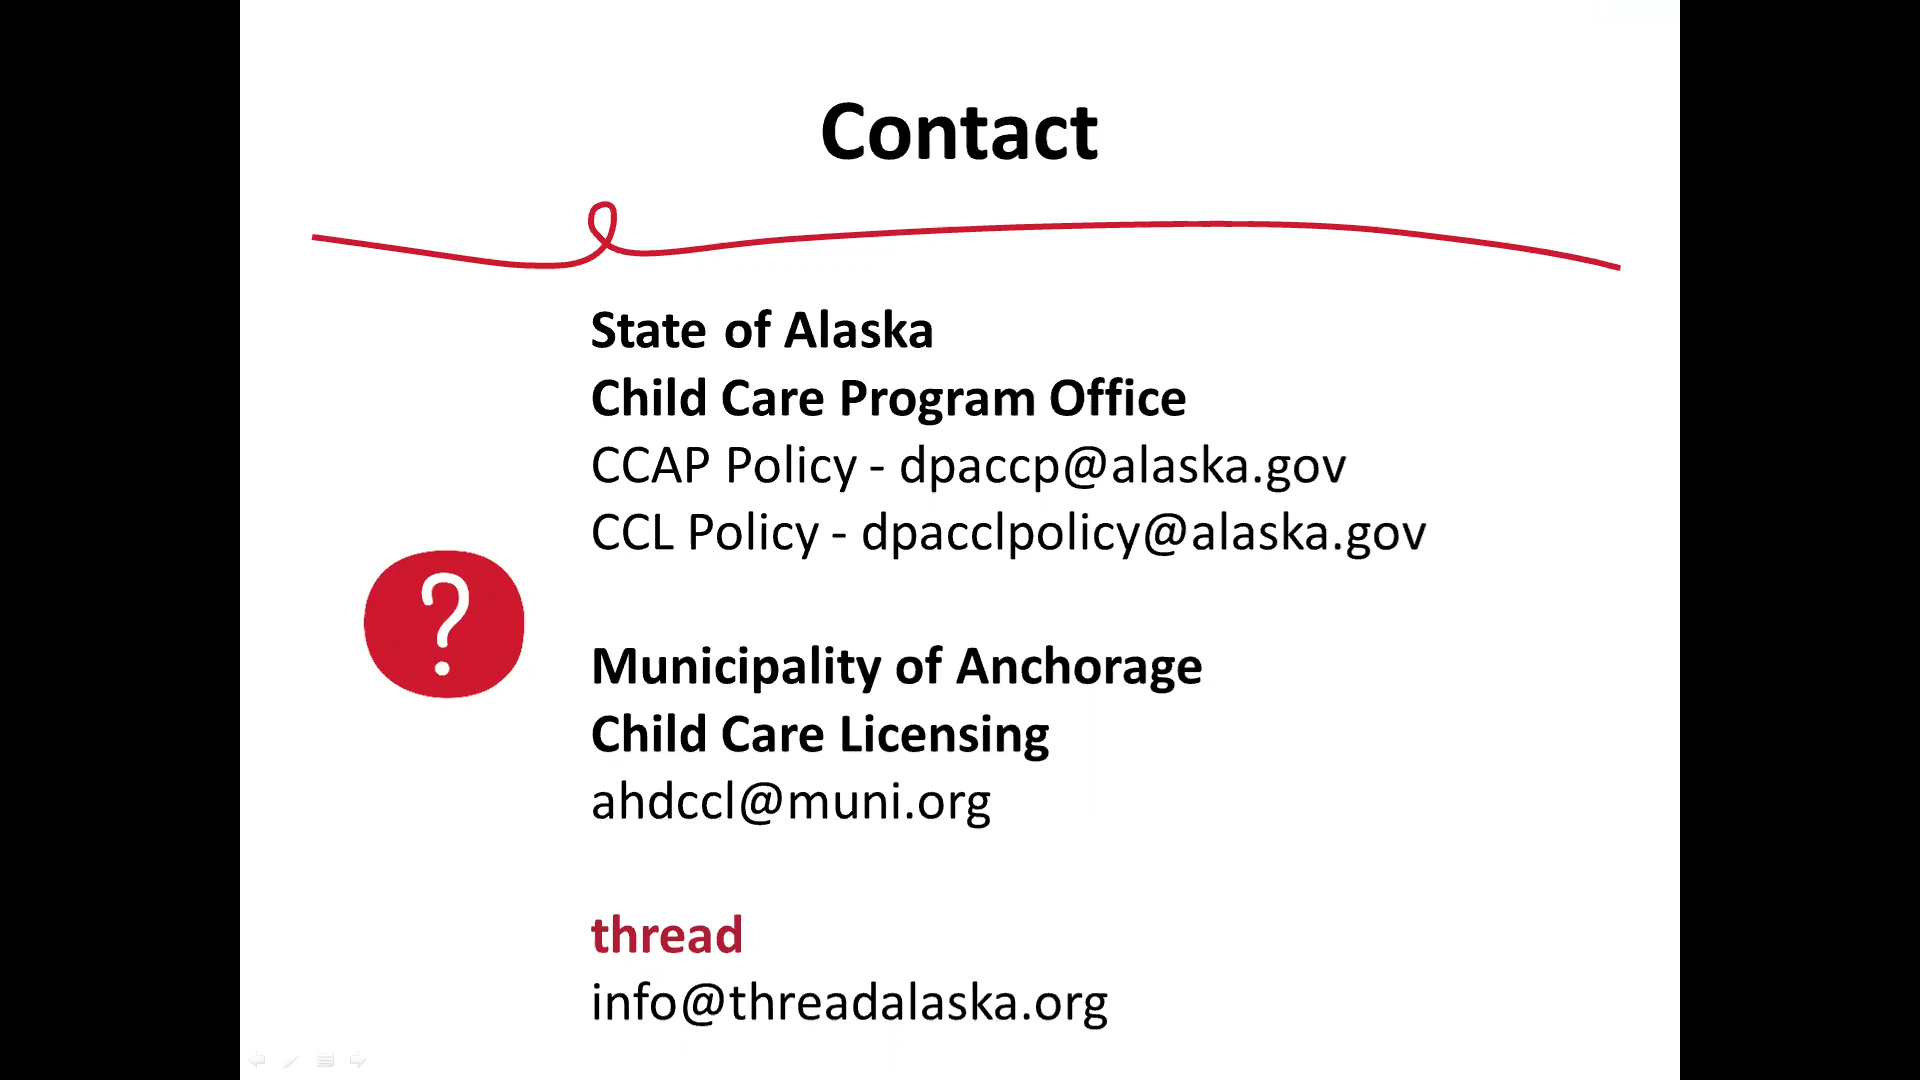 Contact
State of Alaska
Child Care Program Office
CCAP Policy - dpaccp@alaska.gov
CCL Policy - dpacclpolicy@alaska.gov
?
Municipality of Anchorage
Child Care Licensing
ahdccl@muni.org
thread
info@threadalaska.org